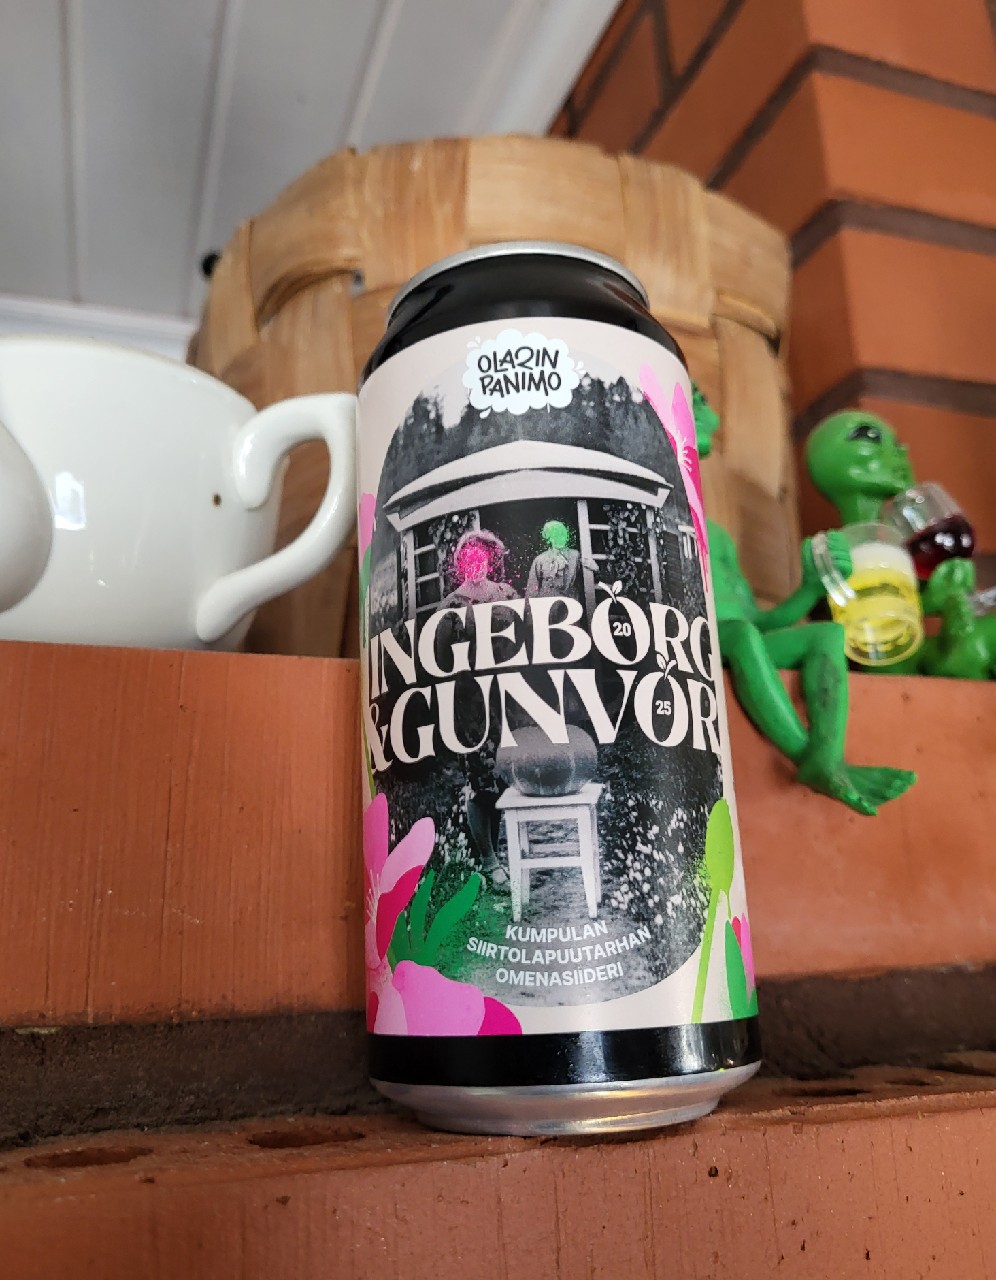 OLARIN
PANIMO
INGEBORG
20
&GUNVOR
25
KUMPULAN
SIIRTOLAPUUTARHAN
OMENASIIDERI